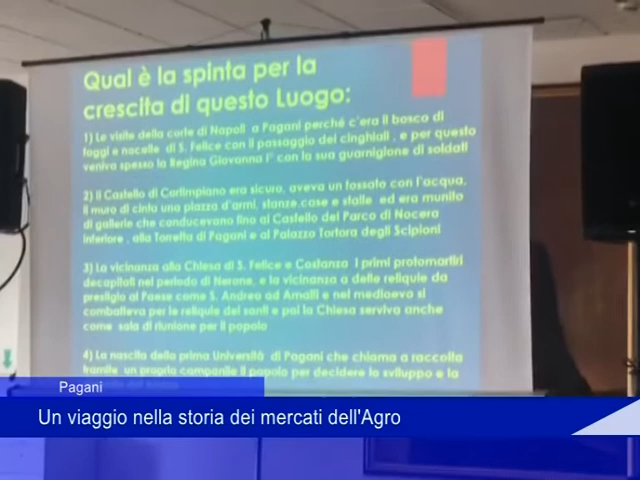 Qual è la spinta per la
crescita di questo Luogo:
1) Le visite della corte di Napoli a Pagani perché c'era il bosco di
faggi e nocelle di S. Felice con il passaggio dei cinghiali, e per questo
veniva spesso la Regina Giovanna I° con la sua guarnigione di soldati
2) Il Castello di Cortimpiano era sicuro, aveva un fossato con l'acqua,
il muro di cinta una piazza d'armi, stanze, case e stalle ed era munito
di gallerie che conducevano fino al Castello del Parco di Nocera
Inferiore, alla Torretta di Pagani e al Palazzo Tortora degli Scipioni
3) La vicinanza alla Chiesa di S. Felice e Costanza I primi protomartiri
decapitati nel periodo di Nerone, e la vicinanza a delle reliquie da
prestigio al Paese come S. Andrea ad Amalfi e nel medioevo si
combatteva per le reliquie dei santi e poi la Chiesa serviva anche
come sala di riunione per il popolo
4) La nascita della prima Università di Pagani che chiama a raccolta
tramite un proprio campanile il popolo per decidere lo sviluppo e la
Pagani
Un viaggio nella storia dei mercati dell'Agro